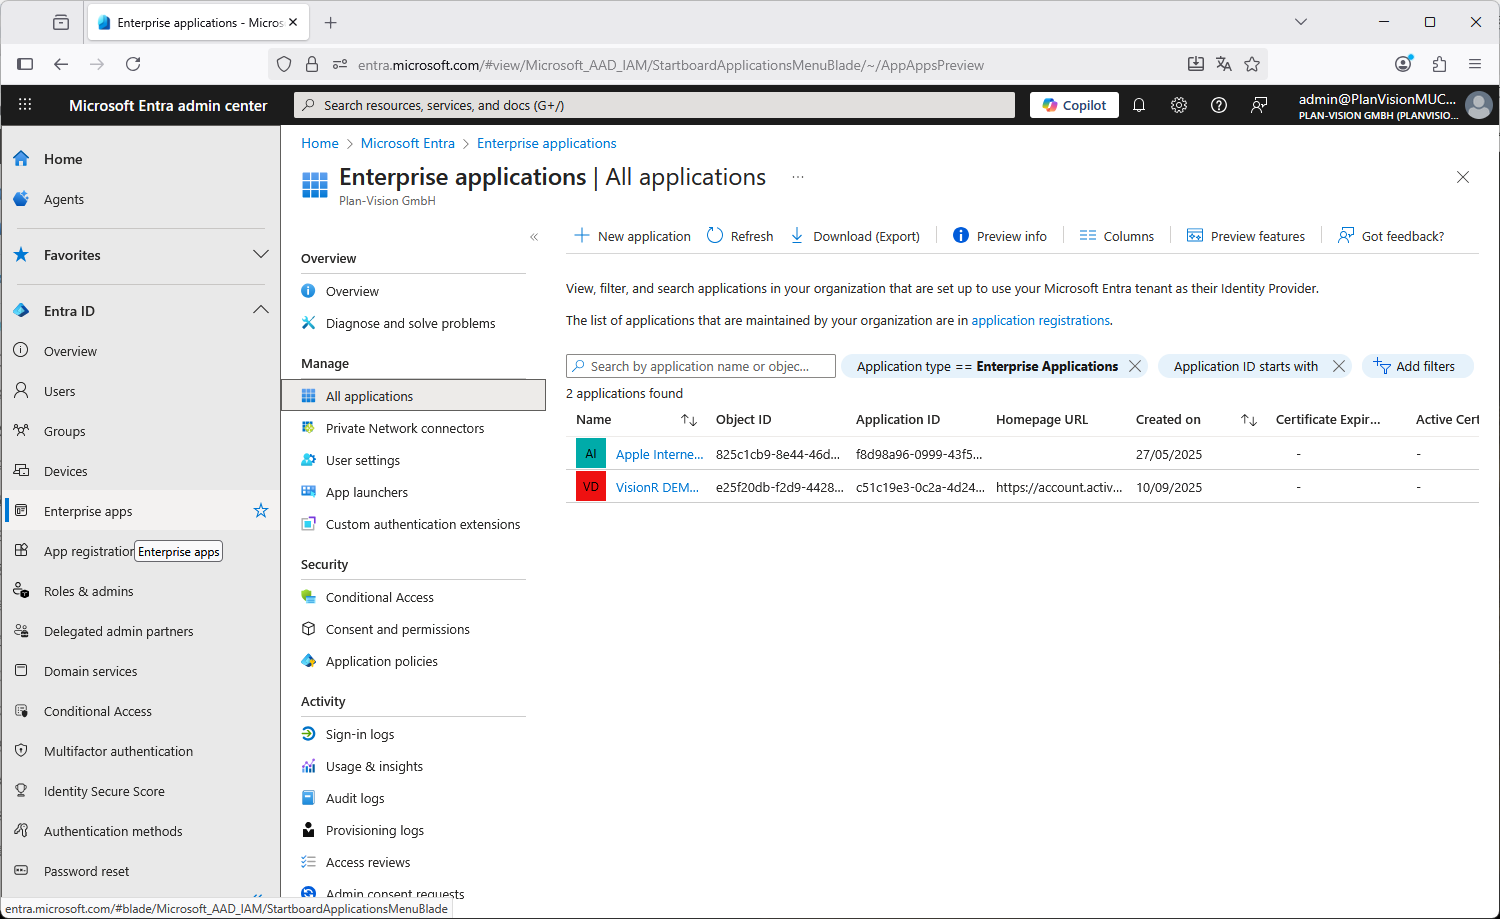 Enterprise applications - Micros
entra.microsoft.com/#view/Microsoft_AAD_IAM/StartboardApplicationsMenuBlade/~/AppAppsPreview
Microsoft Entra admin center
Search resources, services, and docs (G+/)
Copilot
admin@PlanVisionMUC...
PLAN-VISION GMBH (PLANVISIO...
Home
Agents
Favorites
Entra ID
Overview
Users
Groups
Devices
Enterprise apps
App registration
Enterprise apps
Roles & admins
Delegated admin partners
Domain services
Conditional Access
Multifactor authentication
Identity Secure Score
Authentication methods
Password reset
entra.microsoft.com/#blade/Microsoft_AAD_IAM/StartboardApplicationsMenuBlade
Home > Microsoft Entra > Enterprise applications
Enterprise applications | All applications ...
Plan-Vision GmbH
Overview
Overview
Diagnose and solve problems
Manage
All applications
Private Network connectors
User settings
App launchers
Custom authentication extensions
Security
Conditional Access
Consent and permissions
Application policies
Activity
Sign-in logs
Usage & insights
Audit logs
Provisioning logs
Access reviews
Admin consent requests
New application Refresh Download (Export) Preview info Columns Preview features Got feedback?
View, filter, and search applications in your organization that are set up to use your Microsoft Entra tenant as their Identity Provider.
The list of applications that are maintained by your organization are in application registrations.
Search by application name or objec... Application type == Enterprise Applications Application ID starts with Add filters
2 applications found
Name Object ID Application ID Homepage URL Created on Certificate Expir... Active Cert
AI Apple Interne... 825c1cb9-8e44-46d... f8d98a96-0999-43f5... 27/05/2025 - -
VD VisionR DEM... e25f20db-f2d9-4428... c51c19e3-0c2a-4d24... https://account.activ... 10/09/2025 - -